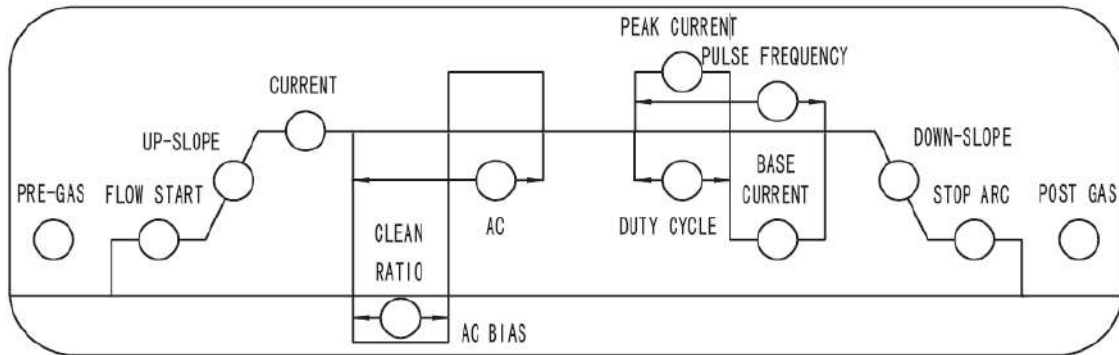 PEAK CURRENT
PULSE FREQUENCY
CURRENT
UP-SLOPE
DOWN-SLOPE
BASE
CURRENT
PRE-GAS
FLOW START
STOP ARC
POST GAS
AC
DUTY CYCLE
CLEAN
RATIO
AC BIAS